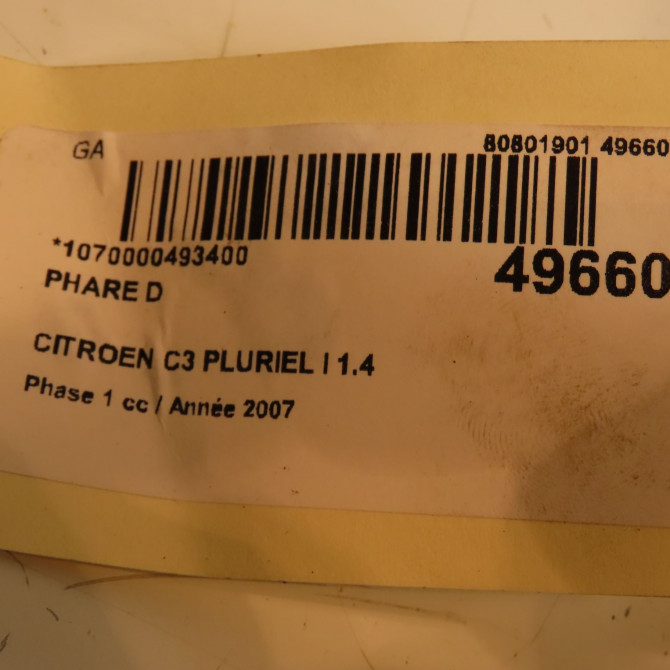 GA
80801901 49660
*1070000493400
49660
PHARE D
CITROEN C3 PLURIEL I 1.4
Phase 1 cc / Année 2007